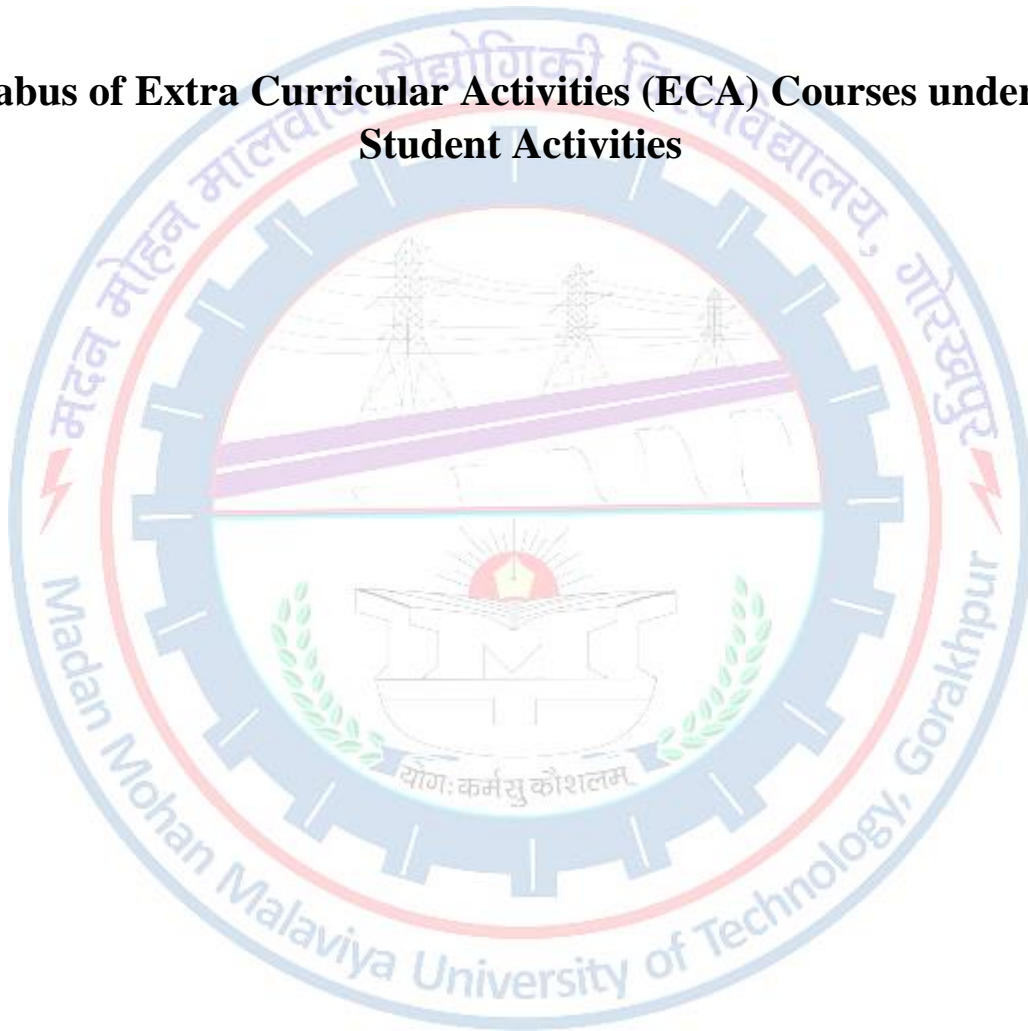 abus of Extra Curricular Activities (ECA) Courses under
Student Activities
मदन मोहन मालवीय प्रौद्योगिकी विश्वविद्यालय, गोरखपुर
योग: कर्मसु कौशलम्
Madan Mohan Malaviya University of Technology, Gorakhpur